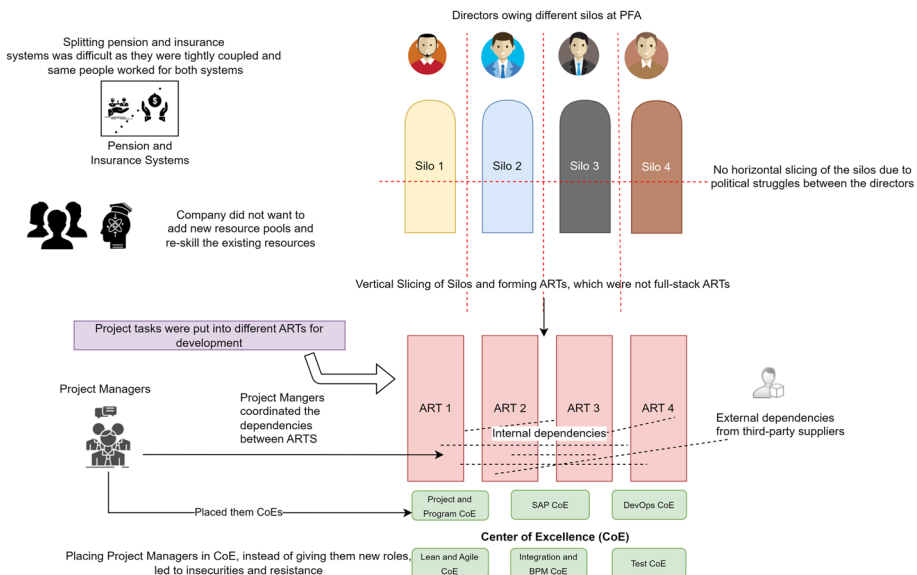 Directors owing different silos at PFA
Splitting pension and insurance
systems was difficult as they were tightly coupled and
same people worked for both systems
Pension and
Insurance Systems
Silo 1
Silo 2
Silo 3
Silo 4
No horizontal slicing of the silos due to
political struggles between the directors
Company did not want to
add new resource pools and
re-skill the existing resources
Vertical Slicing of Silos and forming ARTs, which were not full-stack ARTs
Project tasks were put into different ARTs for
development
Project Managers
Project Mangers
coordinated the
dependencies
between ARTS
ART 1
ART 2
ART 3
ART 4
Internal dependencies
External dependencies
from third-party suppliers
Placed them CoEs
Project and
Program CoE
SAP CoE
DevOps CoE
Center of Excellence (CoE)
Placing Project Managers in CoE, instead of giving them new roles,
led to insecurities and resistance
Lean and Agile
CoE
Integration and
BPM CoE
Test CoE